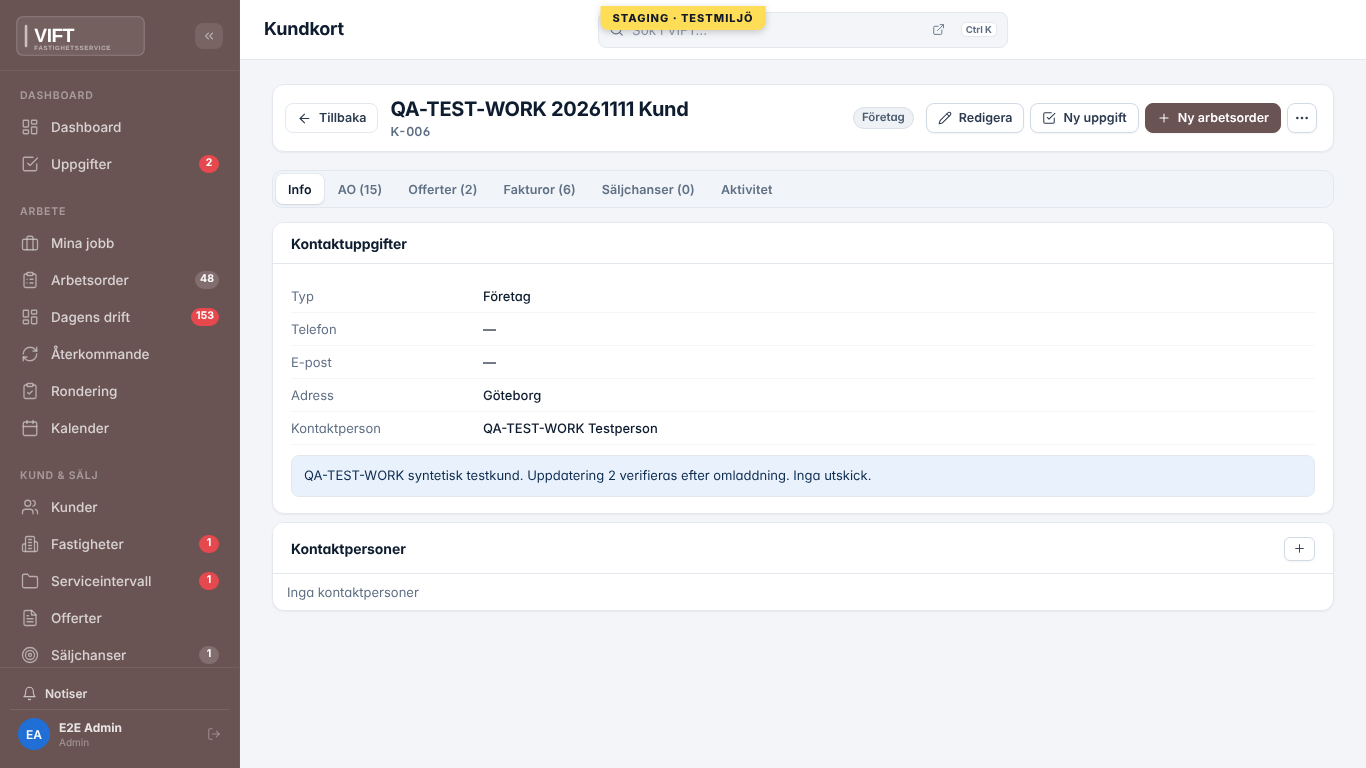 VIFT
FASTIGHETSSERVICE
DASHBOARD
Dashboard
Uppgifter 2
ARBETE
Mina jobb
Arbetsorder 48
Dagens drift 153
Återkommande
Rondering
Kalender
KUND & SÄLJ
Kunder
Fastigheter 1
Serviceintervall 1
Offerter
Säljchanser 1
Notiser
EA E2E Admin
Admin
Kundkort
STAGING · TESTMILJÖ
Sök i VIFT... Ctrl K
Tillbaka
QA-TEST-WORK 20261111 Kund
K-006
Företag Redigera Ny uppgift Ny arbetsorder
Info AO (15) Offerter (2) Fakturor (6) Säljchanser (0) Aktivitet
Kontaktuppgifter
Typ Företag
Telefon —
E-post —
Adress Göteborg
Kontaktperson QA-TEST-WORK Testperson
QA-TEST-WORK syntetisk testkund. Uppdatering 2 verifieras efter omladdning. Inga utskick.
Kontaktpersoner
Inga kontaktpersoner